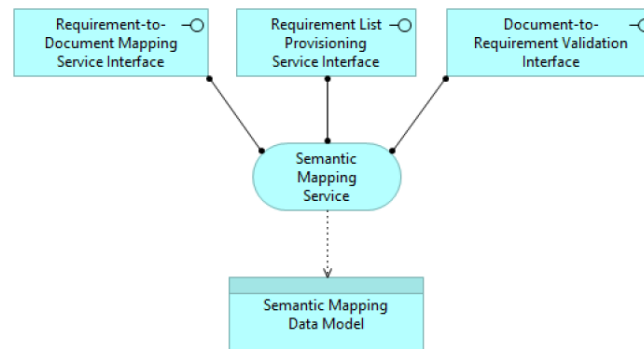 Requirement-to-
Document Mapping
Service Interface
Requirement List
Provisioning
Service Interface
Document-to-
Requirement Validation
Interface
Semantic
Mapping
Service
Semantic Mapping
Data Model